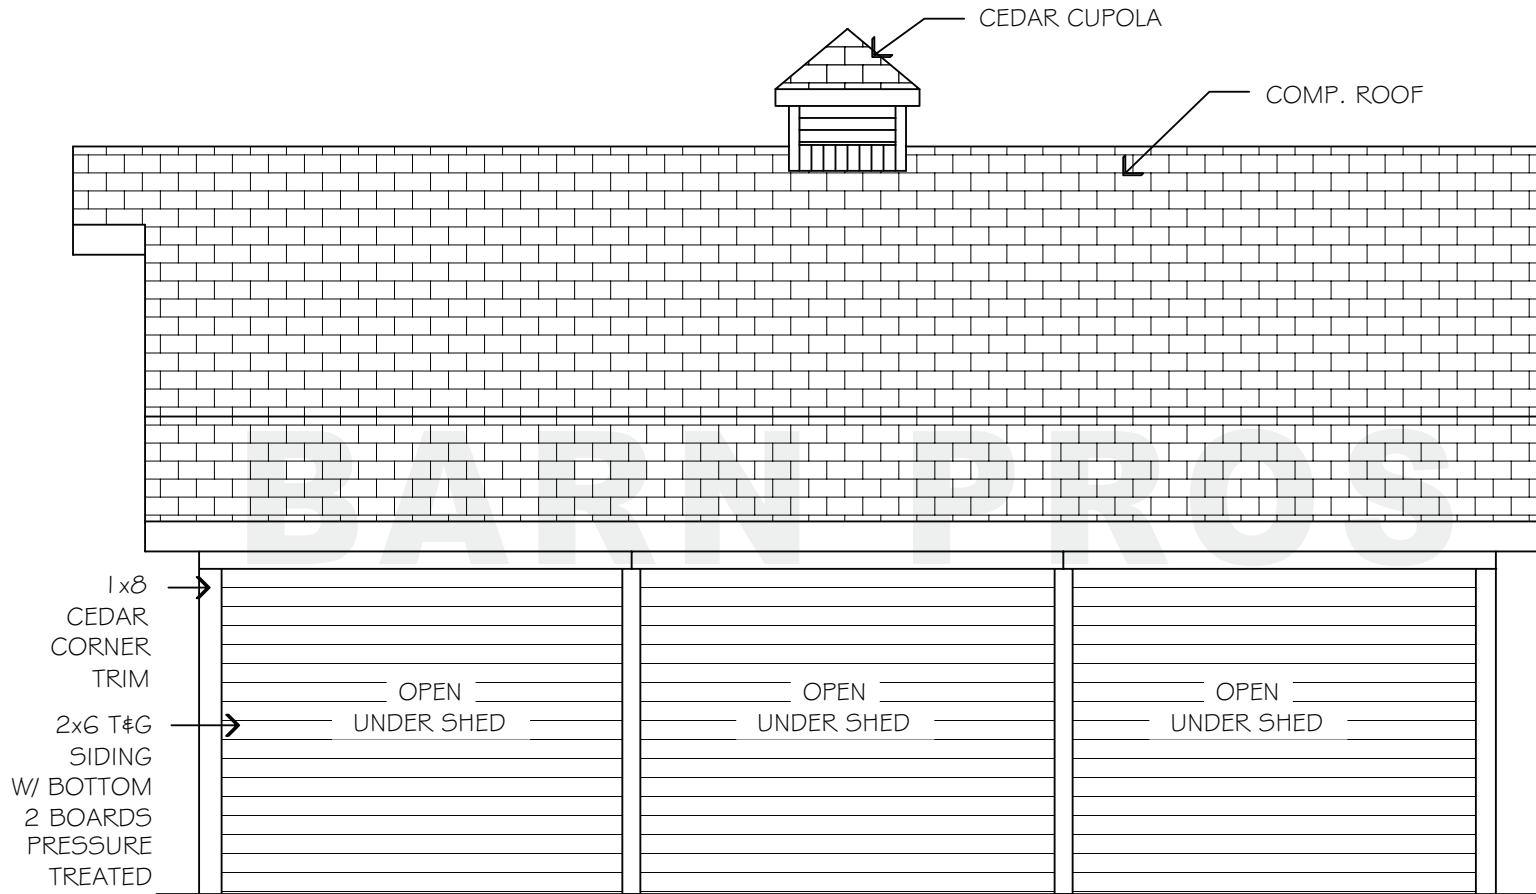 CEDAR CUPOLA
COMP. ROOF
BARN PROS
1x8
CEDAR
CORNER
TRIM
2x6 T&G
SIDING
W/ BOTTOM
2 BOARDS
PRESSURE
TREATED
OPEN
UNDER SHED
OPEN
UNDER SHED
OPEN
UNDER SHED